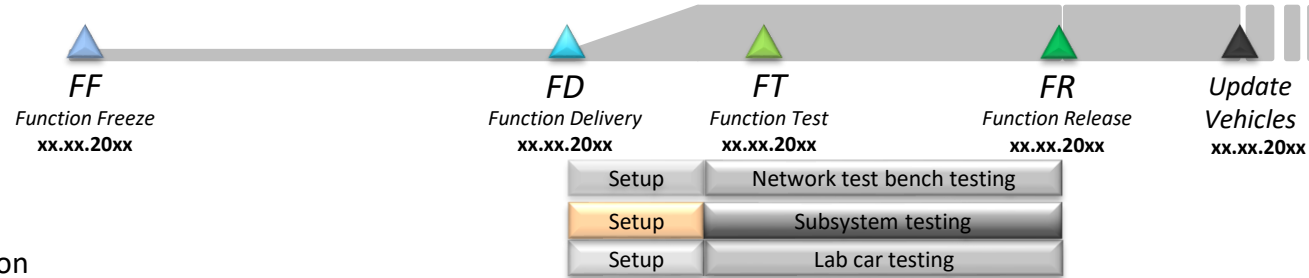 FF
Function Freeze
xx.xx.20xx
FD
Function Delivery
xx.xx.20xx
FT
Function Test
xx.xx.20xx
FR
Function Release
xx.xx.20xx
Update
Vehicles
xx.xx.20xx
Setup
Network test bench testing
Setup
Subsystem testing
Setup
Lab car testing
on